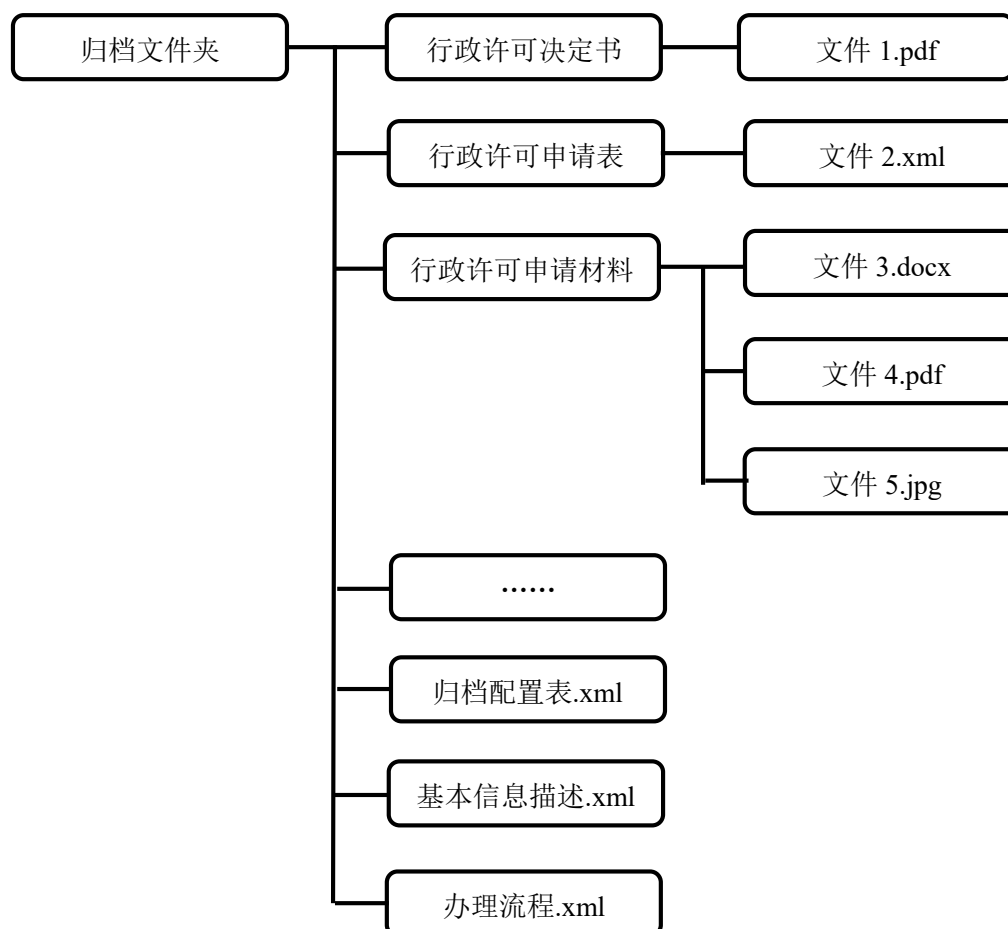 归档文件夹
行政许可决定书
文件 1.pdf
行政许可申请表
文件 2.xml
行政许可申请材料
文件 3.docx
文件 4.pdf
文件 5.jpg
……
归档配置表.xml
基本信息描述.xml
办理流程.xml